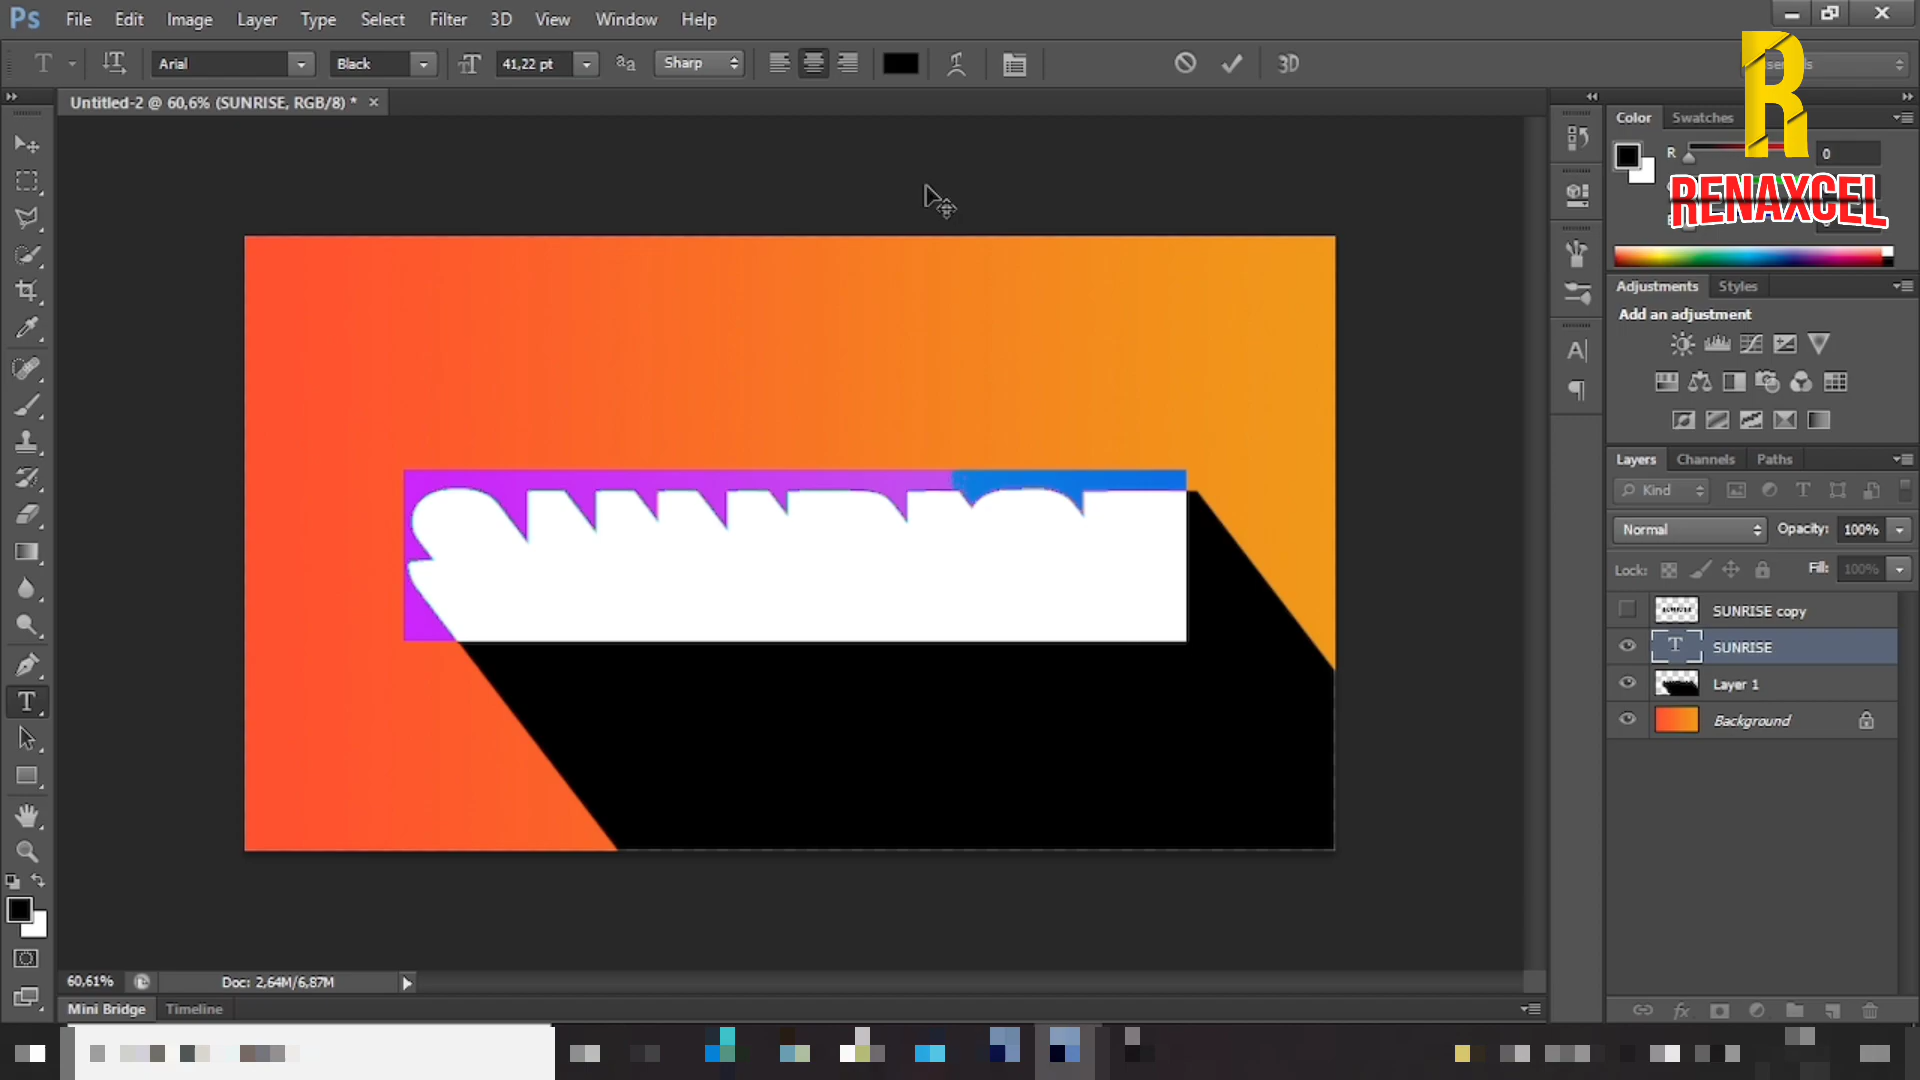 Ps File Edit Image Layer Type Select Filter 3D View Window Help
T T Arial Black T 41,22 pt aa Sharp 3D
Untitled-2 @ 60,6% (SUNRISE, RGB/8) * ×
R
RENAXCEL
Color Swatches
R 0
Adjustments Styles
Add an adjustment
A
Layers Channels Paths
Kind T
Normal Opacity: 100%
Lock: Fill: 100%
SUNRISE copy
T SUNRISE
Layer 1
Background
T
60,61% Doc: 2,64M/6,87M
fx
Mini Bridge Timeline